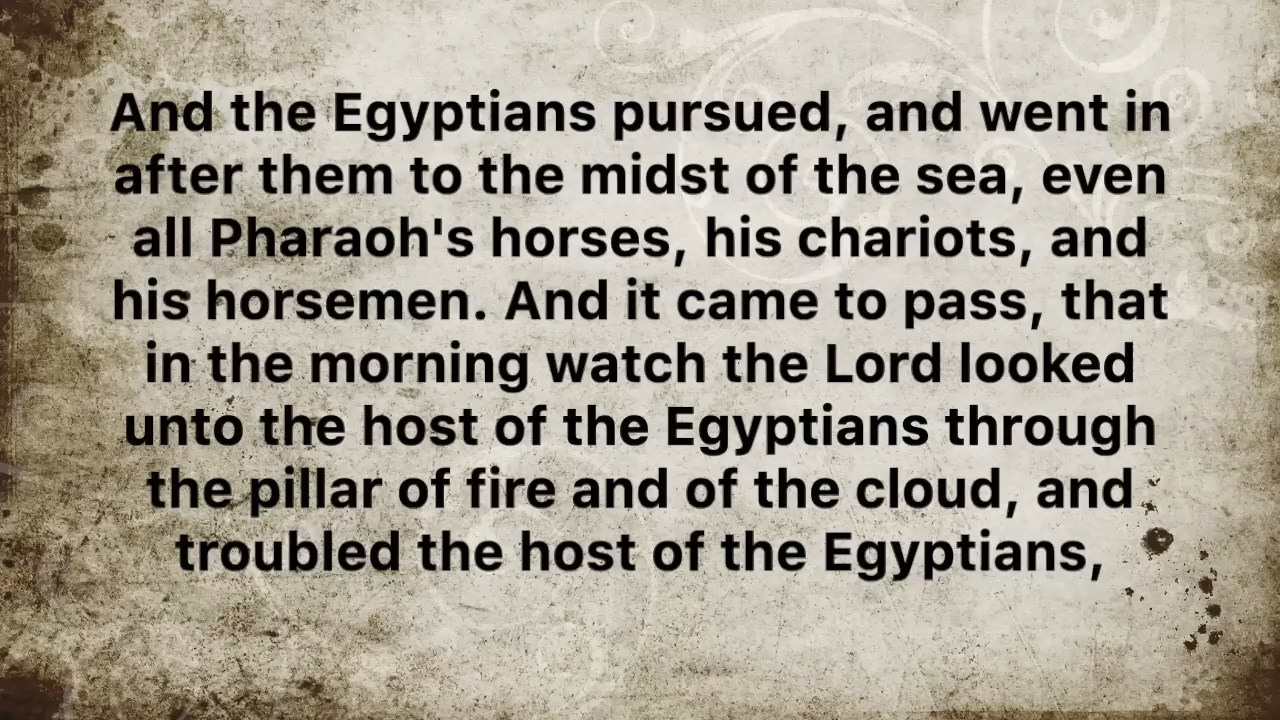 And the Egyptians pursued, and went in
after them to the midst of the sea, even
all Pharaoh's horses, his chariots, and
his horsemen. And it came to pass, that
in the morning watch the Lord looked
unto the host of the Egyptians through
the pillar of fire and of the cloud, and
troubled the host of the Egyptians,